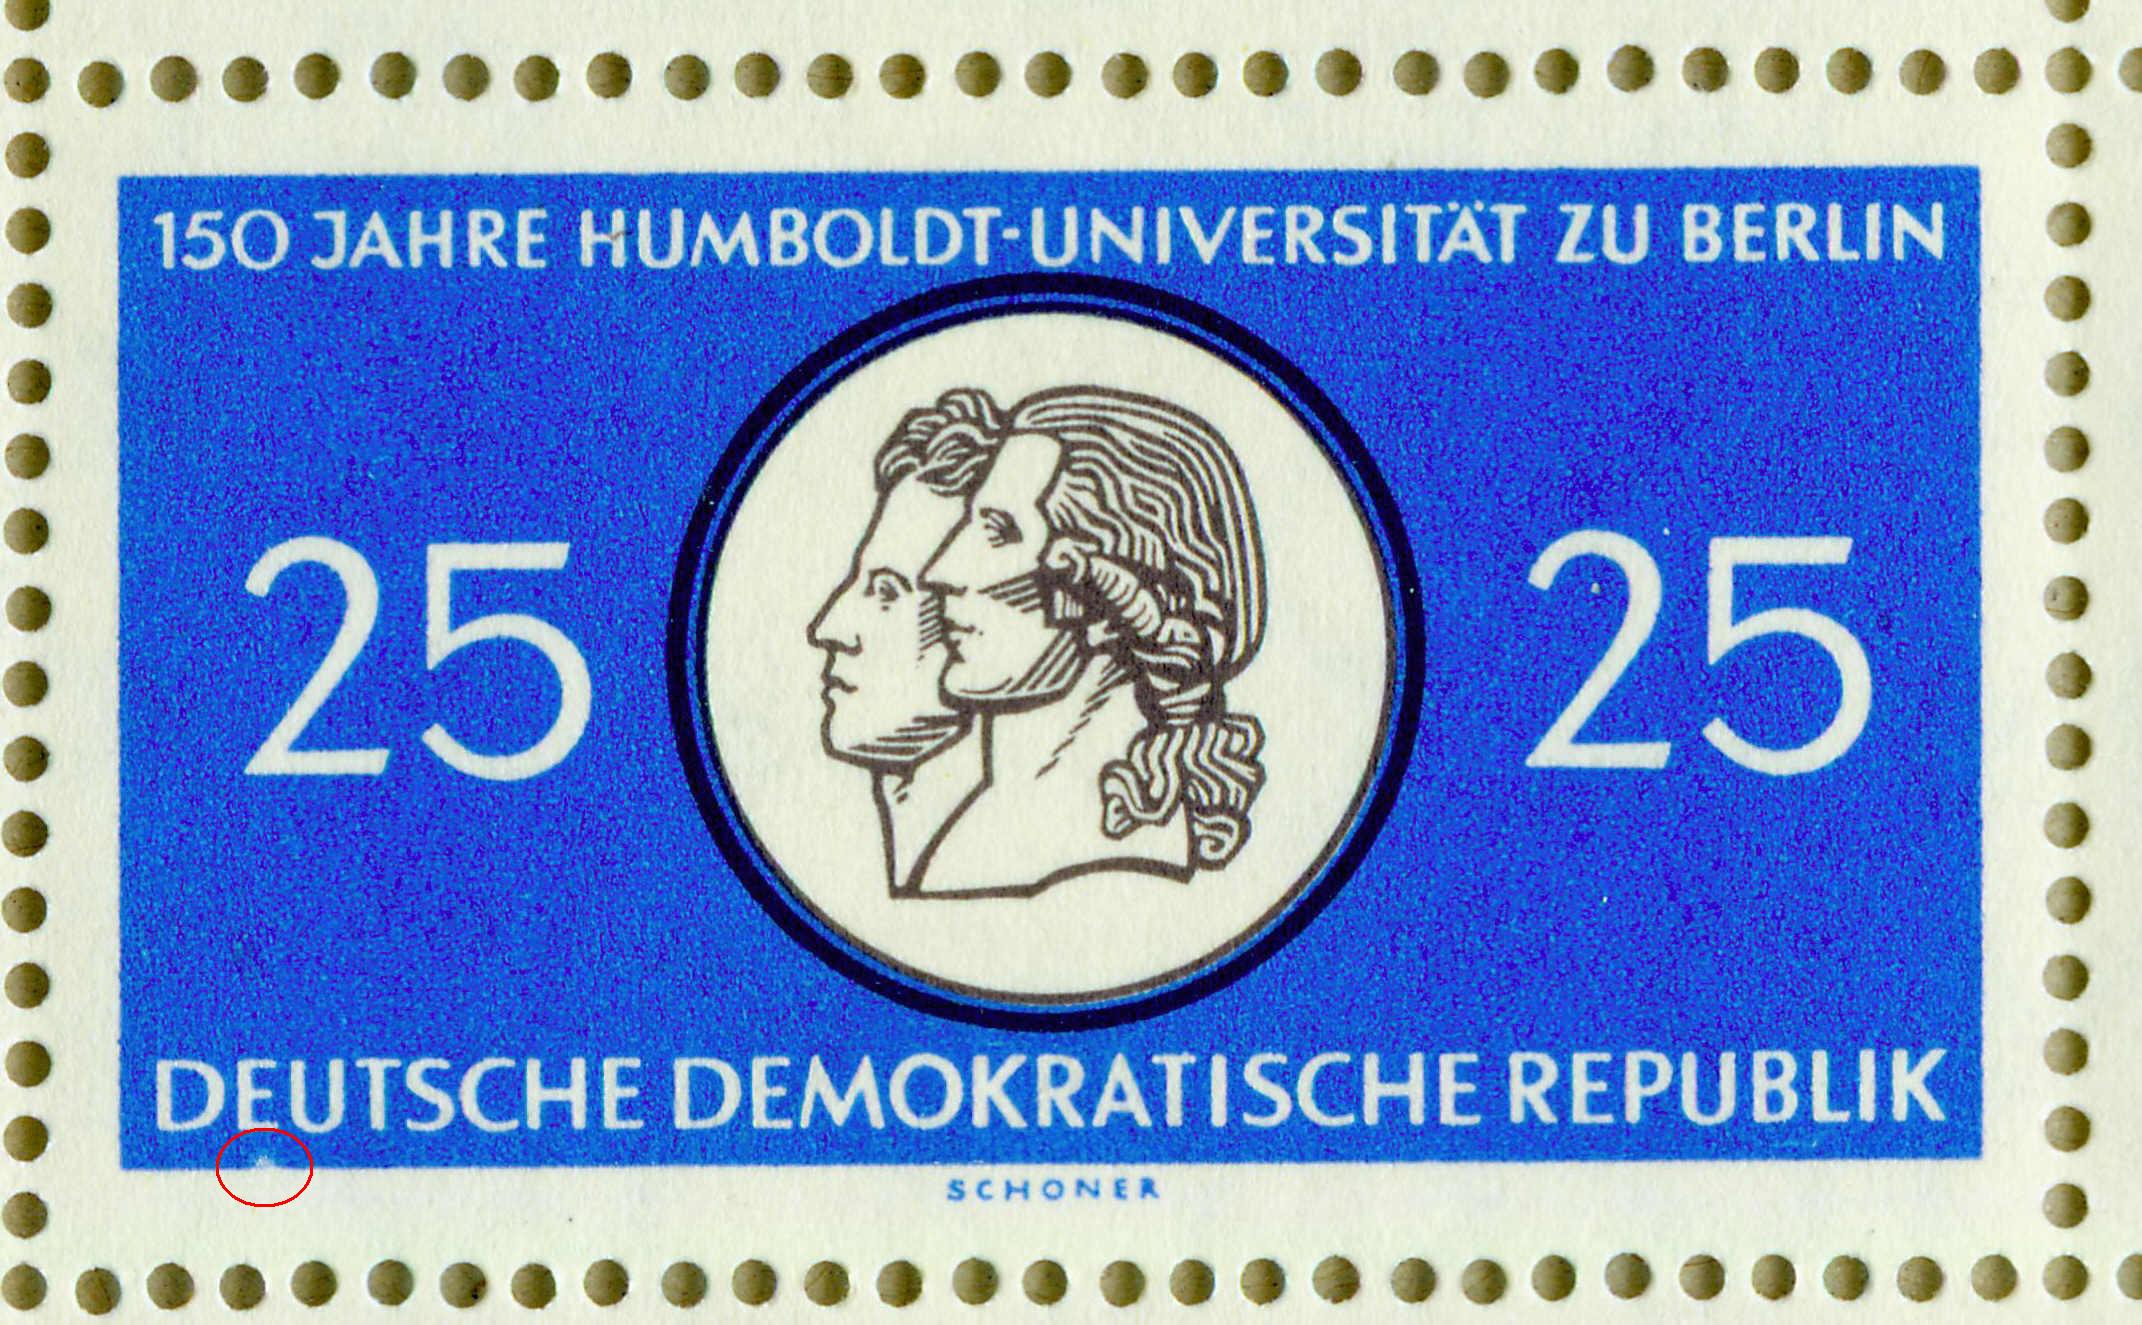 150 JAHRE HUMBOLDT-UNIVERSITÄT ZU BERLIN
25 25
DEUTSCHE DEMOKRATISCHE REPUBLIK
SCHONER